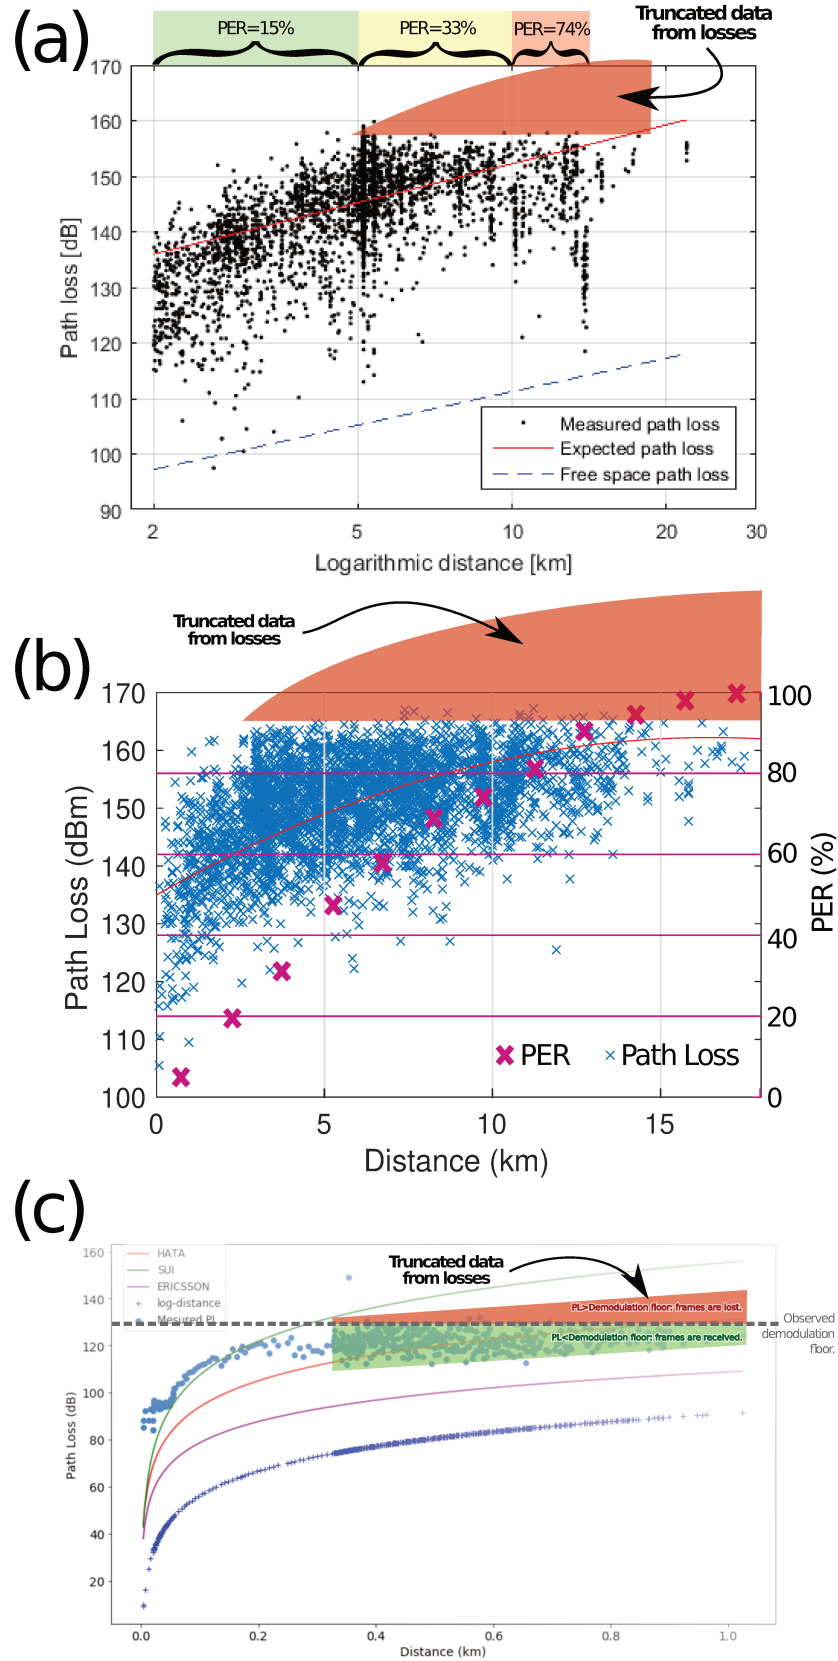 (a)
PER=15% PER=33% PER=74%
Truncated data
from losses
170
160
150
140
130
120
110
100
90
Path loss [dB]
Measured path loss
Expected path loss
Free space path loss
2 5 10 20 30
Logarithmic distance [km]
(b)
Truncated data
from losses
170
160
150
140
130
120
110
100
Path Loss (dBm)
100
80
60
40
20
0
PER (%)
PER Path Loss
0 5 10 15
Distance (km)
(c)
160
140
120
100
80
60
40
20
Path Loss (dB)
HATA
SUI
ERICSSON
log-distance
Mesured PL
Truncated data
from losses
PL>Demodulation floor: frames are lost.
PL<Demodulation floor: frames are received.
Observed
demodulation
floor.
0.0 0.2 0.4 0.6 0.8 1.0
Distance (km)